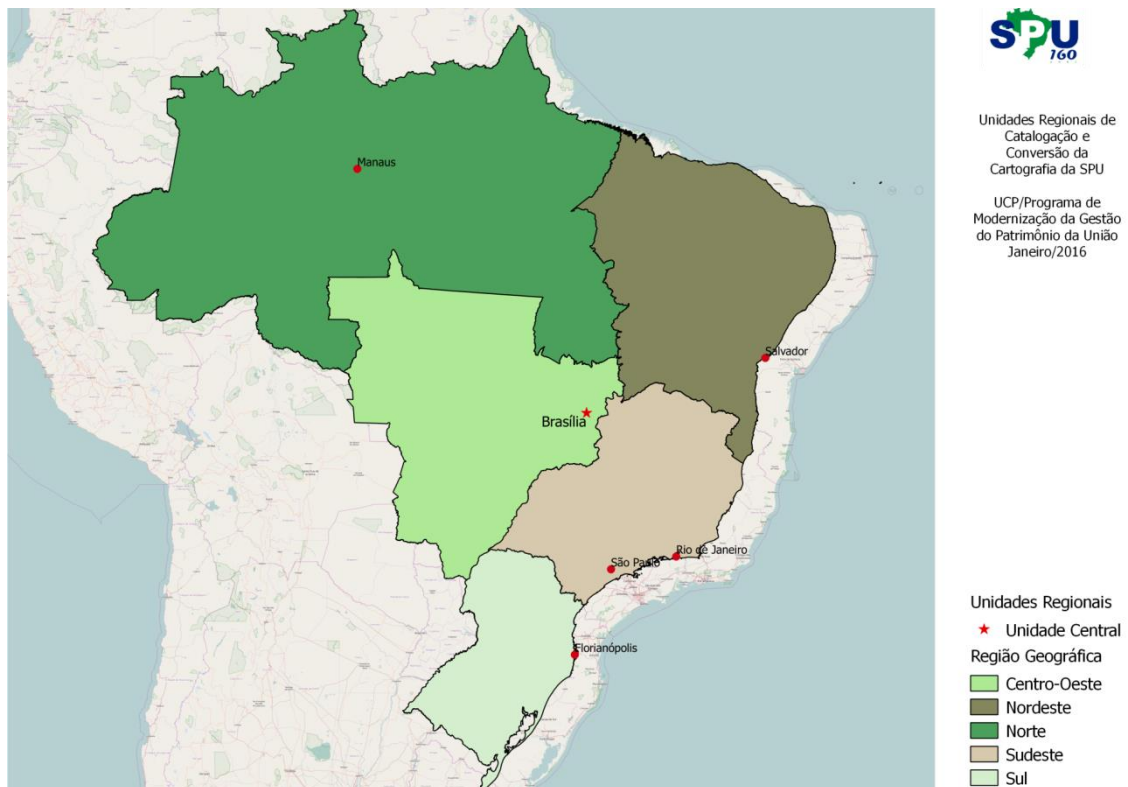 SPU
160
Unidades Regionais de
Catalogação e
Conversão da
Cartografia da SPU
UCP/Programa de
Modernização da Gestão
do Patrimônio da União
Janeiro/2016
Manaus
Salvador
Brasília
Rio de Janeiro
São Paulo
Florianópolis
Unidades Regionais
Unidade Central
Região Geográfica
Centro-Oeste
Nordeste
Norte
Sudeste
Sul